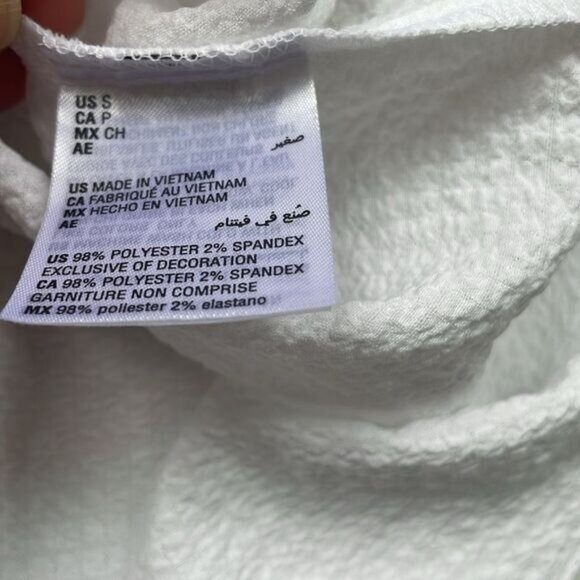 US S
CA P
MX CH
AE صغير
US MADE IN VIETNAM
CA FABRIQUÉ AU VIETNAM
MX HECHO EN VIETNAM
AE صُنع في فيتنام
US 98% POLYESTER 2% SPANDEX
EXCLUSIVE OF DECORATION
CA 98% POLYESTER 2% SPANDEX
GARNITURE NON COMPRISE
MX 98% poliester 2% elastano